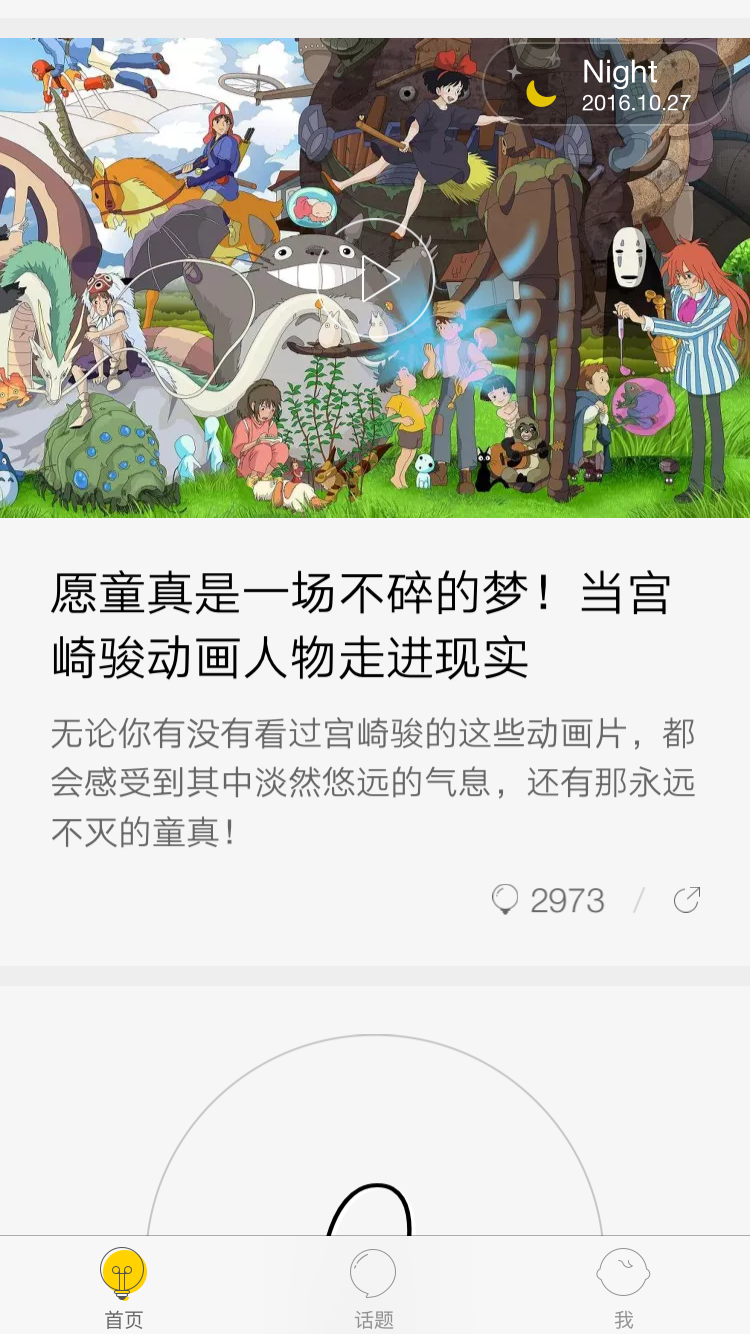 Night
2016.10.27
愿童真是一场不碎的梦！当宫
崎骏动画人物走进现实
无论你有没有看过宫崎骏的这些动画片，都
会感受到其中淡然悠远的气息，还有那永远
不灭的童真！
2973 /
首页
话题
我